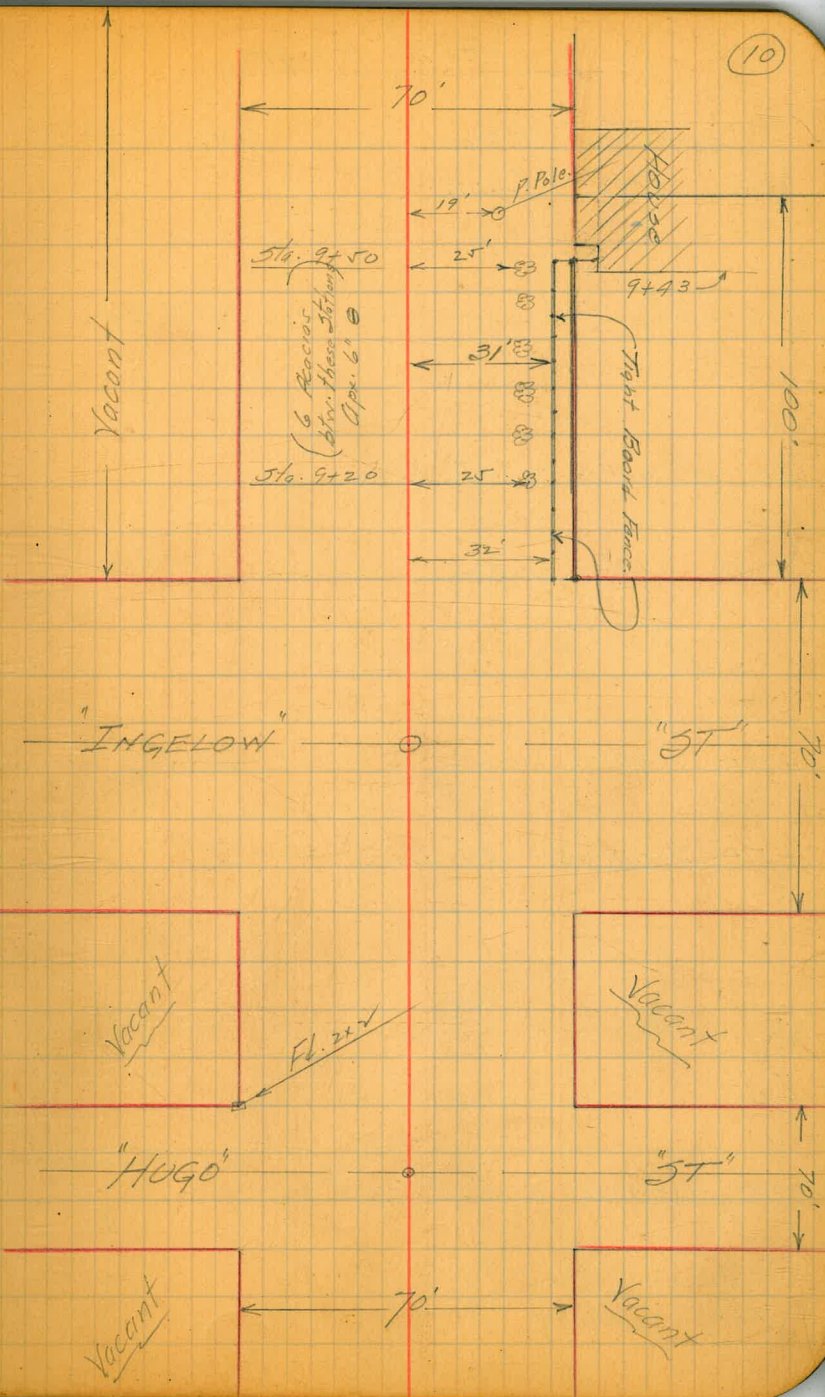 10
70'
P. Pole.
House
19'
Sta. 9+50
25'
9+43
(6 Acacias
btw. these Stations
Apx. 6" Θ
31'
Vacant
Tight Board Fence.
100'
Sta. 9+20
25
32'
"INGELOW"
"ST"
70'
Vacant
Vacant
Fd. 2x2
"HUGO"
"ST"
70'
Vacant
70'
Vacant